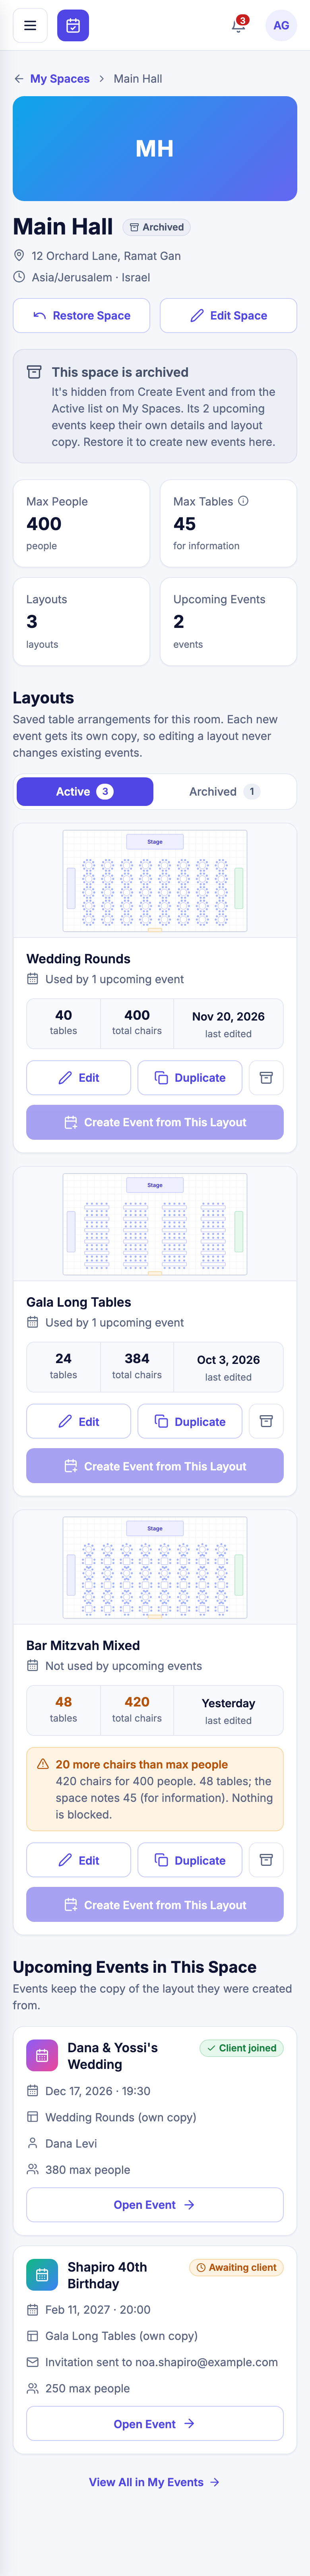 3
AG
My Spaces
Main Hall
MH
Main Hall
Archived
12 Orchard Lane, Ramat Gan
Asia/Jerusalem · Israel
Restore Space
Edit Space
This space is archived
It's hidden from Create Event and from the
Active list on My Spaces. Its 2 upcoming
events keep their own details and layout
copy. Restore it to create new events here.
Max People
400
people
Max Tables
45
for information
Layouts
3
layouts
Upcoming Events
2
events
Layouts
Saved table arrangements for this room. Each new
event gets its own copy, so editing a layout never
changes existing events.
Active 3
Archived 1
Stage
Wedding Rounds
Used by 1 upcoming event
40
tables
400
total chairs
Nov 20, 2026
last edited
Edit
Duplicate
Create Event from This Layout
Stage
Gala Long Tables
Used by 1 upcoming event
24
tables
384
total chairs
Oct 3, 2026
last edited
Edit
Duplicate
Create Event from This Layout
Stage
Bar Mitzvah Mixed
Not used by upcoming events
48
tables
420
total chairs
Yesterday
last edited
20 more chairs than max people
420 chairs for 400 people. 48 tables; the
space notes 45 (for information). Nothing
is blocked.
Edit
Duplicate
Create Event from This Layout
Upcoming Events in This Space
Events keep the copy of the layout they were created
from.
Dana & Yossi's
Wedding
Client joined
Dec 17, 2026 · 19:30
Wedding Rounds (own copy)
Dana Levi
380 max people
Open Event
Shapiro 40th
Birthday
Awaiting client
Feb 11, 2027 · 20:00
Gala Long Tables (own copy)
Invitation sent to noa.shapiro@example.com
250 max people
Open Event
View All in My Events